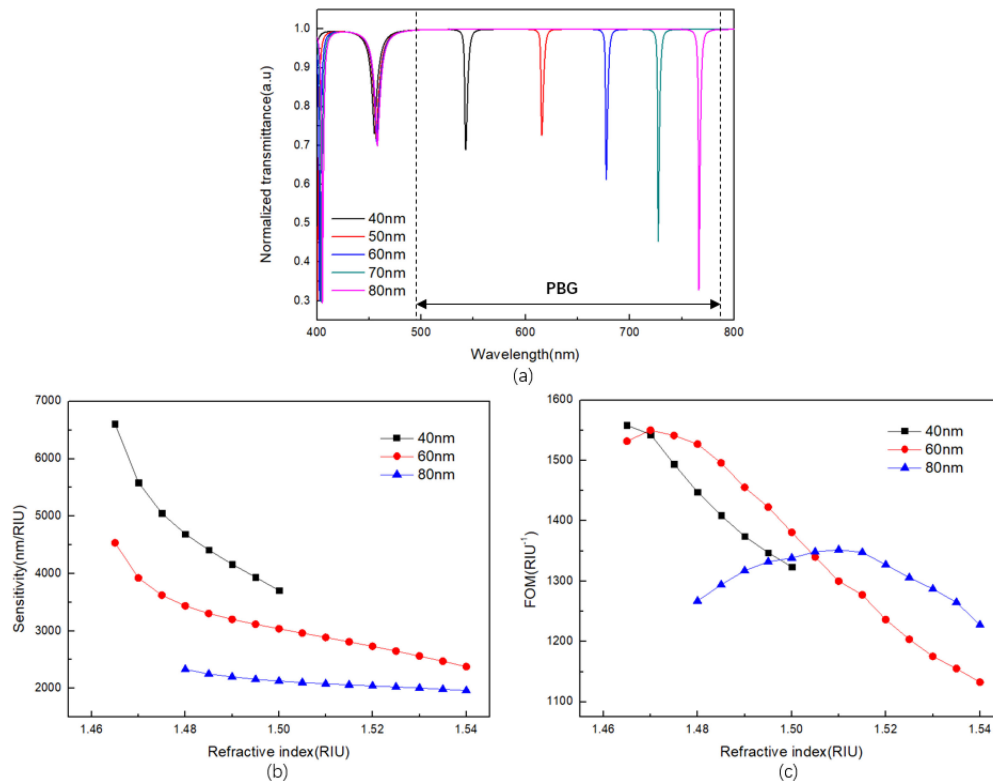 Normalized transmittance(a.u)
1.0
0.9
0.8
0.7
0.6
0.5
0.4
0.3
40nm
50nm
60nm
70nm
80nm
PBG
400 500 600 700 800
Wavelength(nm)
(a)
Sensitivity(nm/RIU)
7000
6000
5000
4000
3000
2000
40nm
60nm
80nm
1.46 1.48 1.50 1.52 1.54
Refractive index(RIU)
(b)
FOM(RIU⁻¹)
1600
1500
1400
1300
1200
1100
40nm
60nm
80nm
1.46 1.48 1.50 1.52 1.54
Refractive index(RIU)
(c)